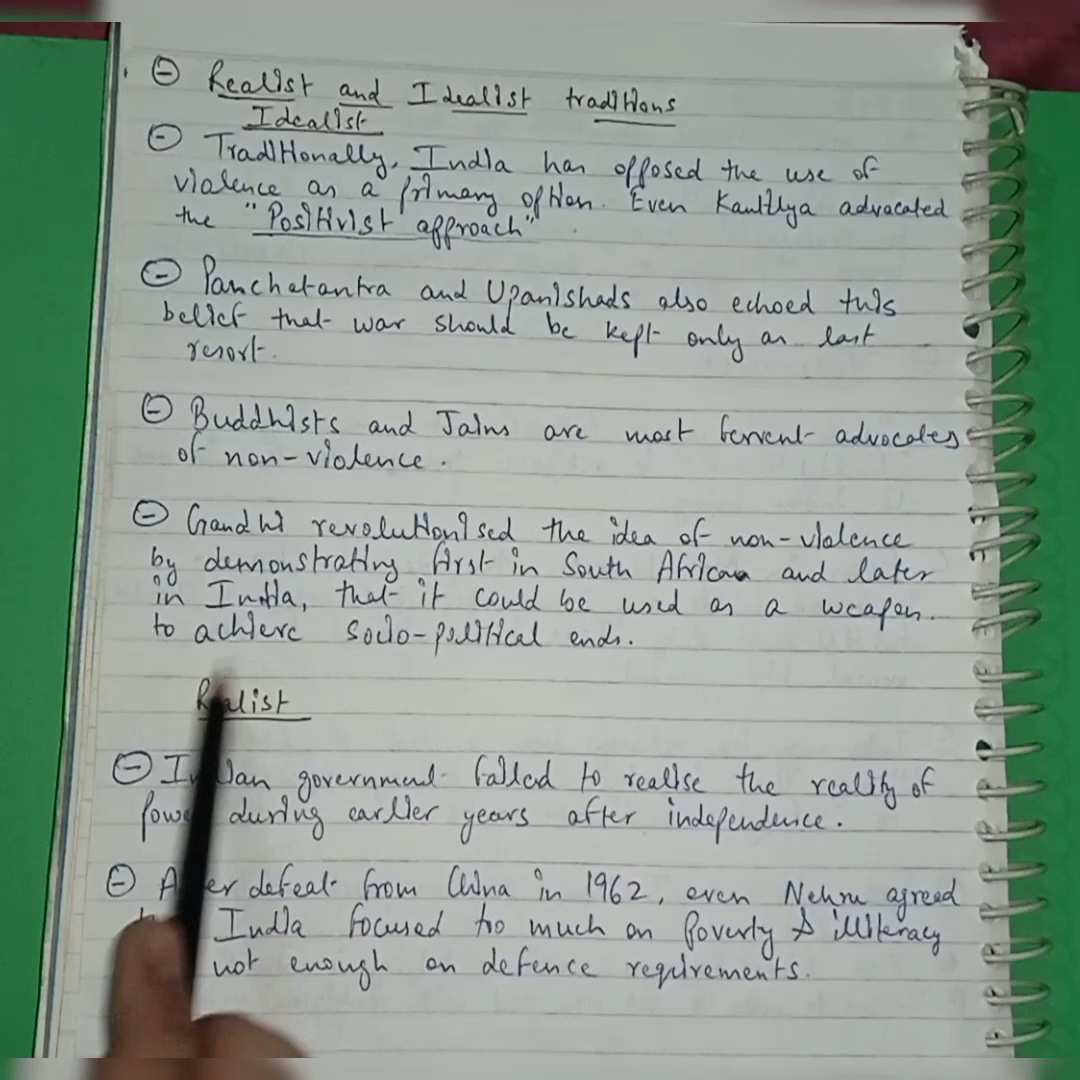 Realist and Idealist traditions
Idealist
Traditionally, India has opposed the use of
violence as a primary option. Even Kautilya advocated
the "Positivist approach".
Panchatantra and Upanishads also echoed this
belief that war should be kept only as last
resort.
Buddhists and Jains are most fervent advocates
of non-violence.
Gandhi revolutionised the idea of non-violence
by demonstrating first in South Africa and later
in India, that it could be used as a weapon.
to achieve socio-political ends.
Realist
Indian government failed to realise the reality of
power during earlier years after independence.
After defeat from China in 1962, even Nehru agreed
India focused too much on Poverty & illiteracy
not enough on defence requirements.